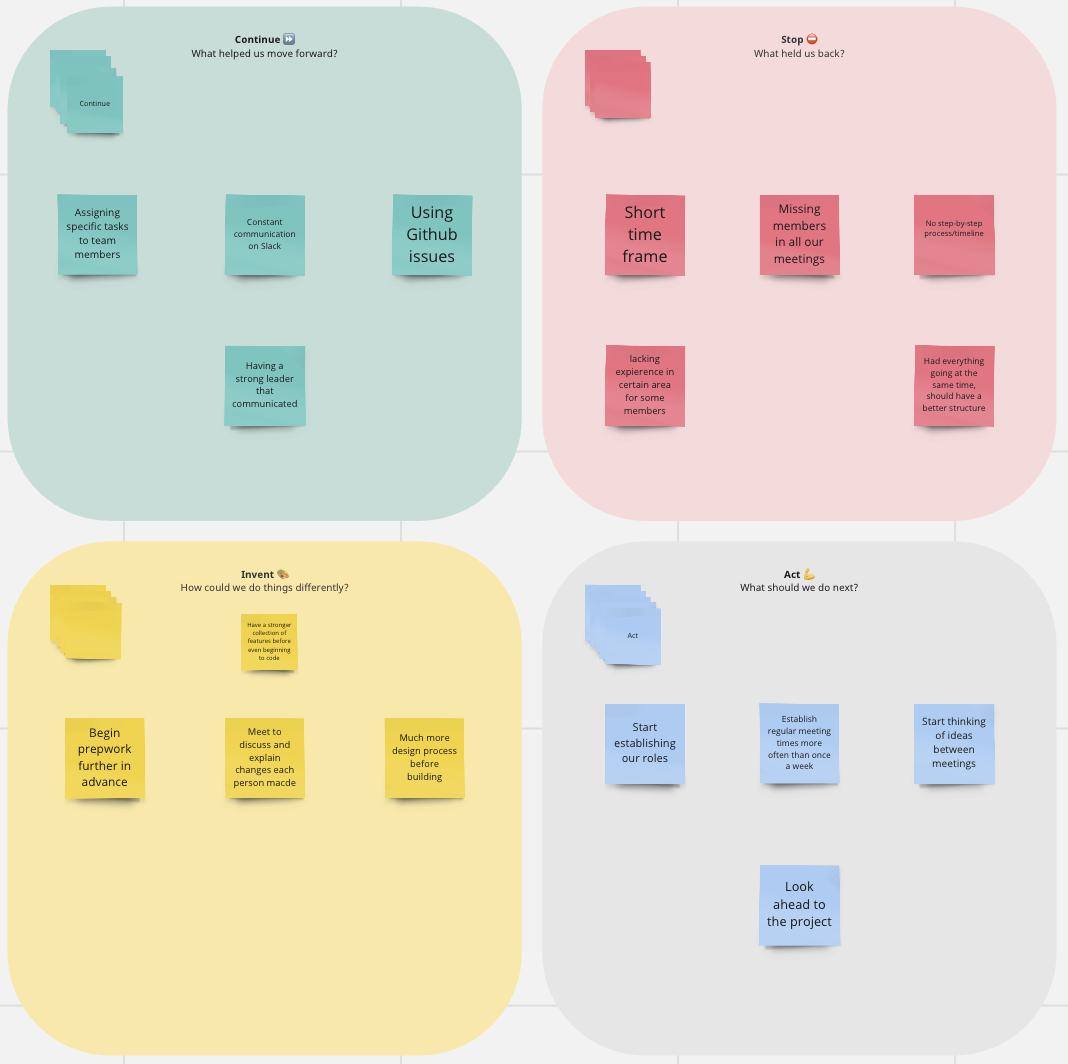 Continue ⏩
What helped us move forward?
Continue
Assigning
specific tasks
to team
members
Constant
communication
on Slack
Using
Github
issues
Having a
strong leader
that
communicated
Stop ⛔
What held us back?
Short
time
frame
Missing
members
in all our
meetings
No step-by-step
process/timeline
lacking
expierence in
certain area
for some
members
Had everything
going at the
same time,
should have a
better structure
Invent 🎨
How could we do things differently?
Have a stronger
collection of
features before
even beginning
to code
Begin
prepwork
further in
advance
Meet to
discuss and
explain
changes each
person macde
Much more
design process
before
building
Act 💪
What should we do next?
Act
Start
establishing
our roles
Establish
regular meeting
times more
often than once
a week
Start thinking
of ideas
between
meetings
Look
ahead to
the project